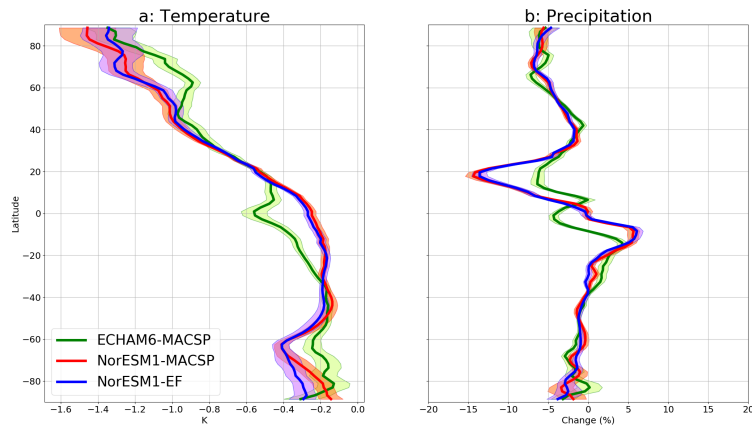 a: Temperature
b: Precipitation
80
60
40
20
0
−20
−40
−60
−80
Latitude
ECHAM6-MACSP
NorESM1-MACSP
NorESM1-EF
−1.6 −1.4 −1.2 −1.0 −0.8 −0.6 −0.4 −0.2 0.0
K
−20 −15 −10 −5 0 5 10 15 20
Change (%)